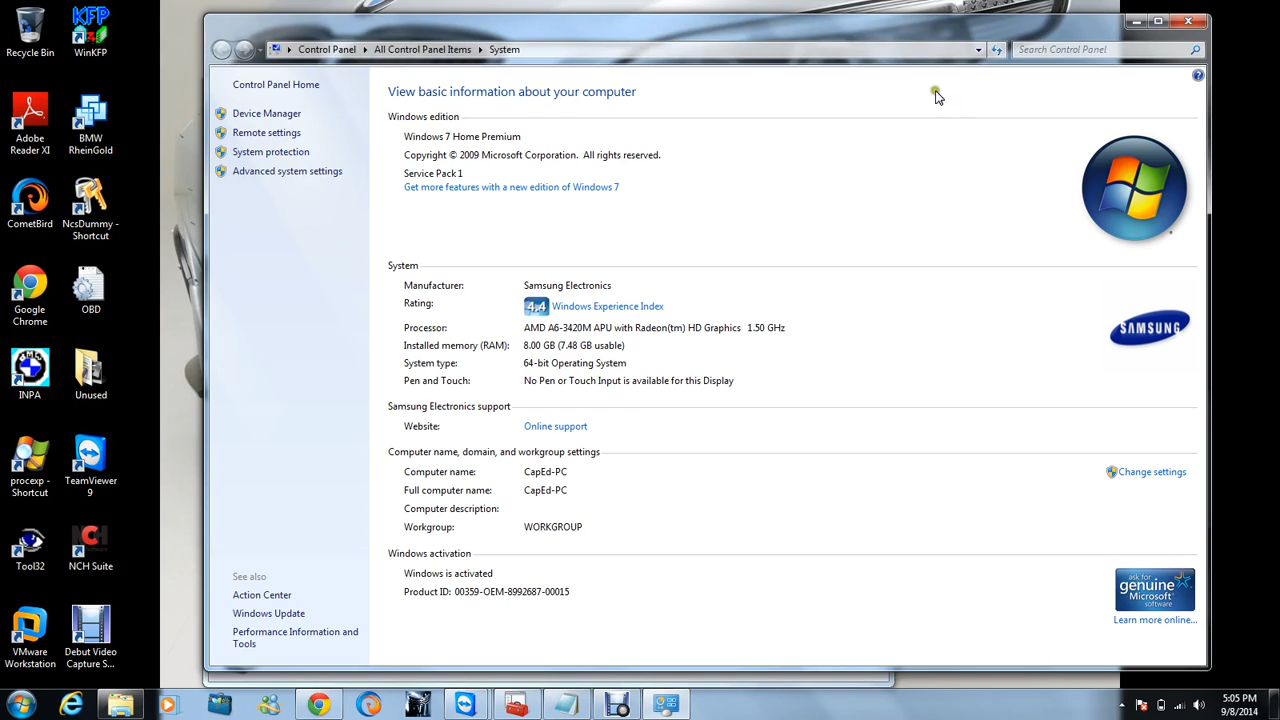 Recycle Bin
WinKFP
Adobe
Reader XI
BMW
RheinGold
CometBird
NcsDummy -
Shortcut
Google
Chrome
OBD
INPA
Unused
procexp -
Shortcut
TeamViewer
9
Tool32
NCH Suite
VMware
Workstation
Debut Video
Capture S...
Control Panel
All Control Panel Items
System
Search Control Panel
Control Panel Home
Device Manager
Remote settings
System protection
Advanced system settings
See also
Action Center
Windows Update
Performance Information and
Tools
View basic information about your computer
Windows edition
Windows 7 Home Premium
Copyright © 2009 Microsoft Corporation. All rights reserved.
Service Pack 1
Get more features with a new edition of Windows 7
System
Manufacturer: Samsung Electronics
Rating: 4,4 Windows Experience Index
Processor: AMD A6-3420M APU with Radeon(tm) HD Graphics 1.50 GHz
Installed memory (RAM): 8.00 GB (7.48 GB usable)
System type: 64-bit Operating System
Pen and Touch: No Pen or Touch Input is available for this Display
SAMSUNG
Samsung Electronics support
Website: Online support
Computer name, domain, and workgroup settings
Computer name: CapEd-PC
Change settings
Full computer name: CapEd-PC
Computer description:
Workgroup: WORKGROUP
Windows activation
Windows is activated
Product ID: 00359-OEM-8992687-00015
ask for
genuine
Microsoft
software
Learn more online...
5:05 PM
9/8/2014